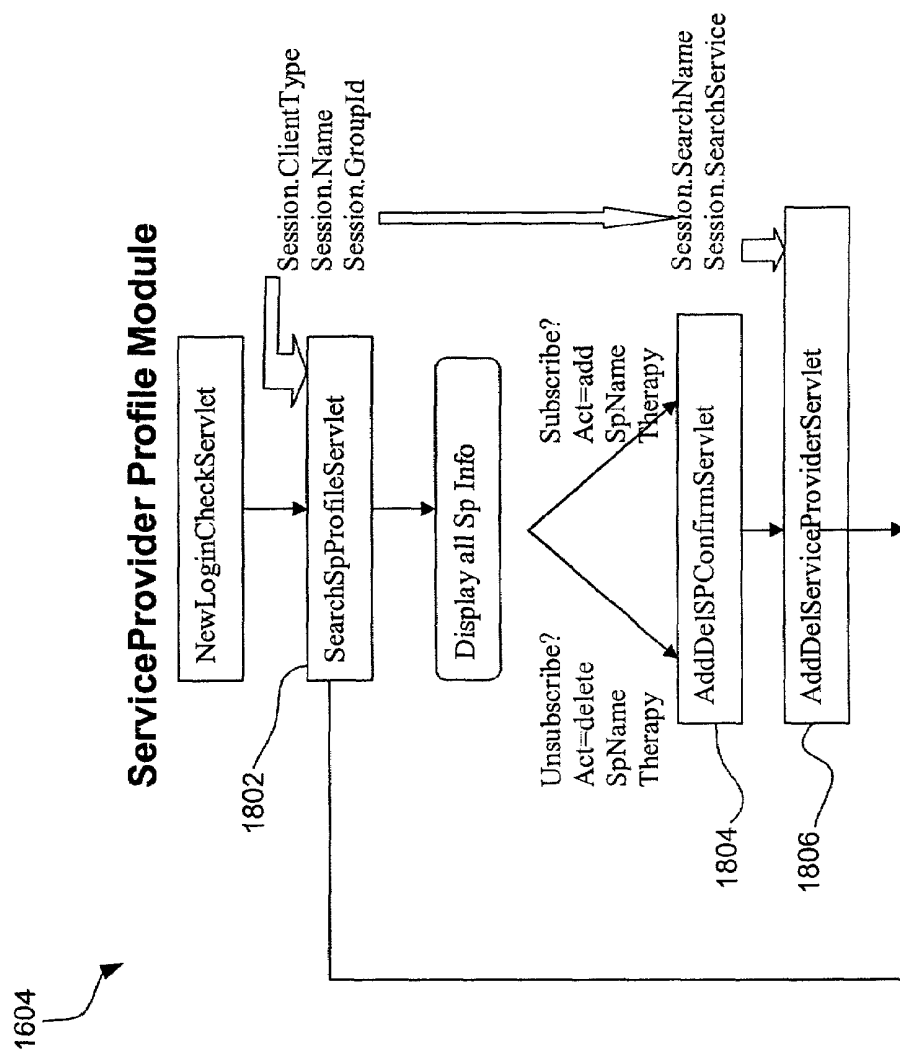 1604
ServiceProvider Profile Module
NewLoginCheckServlet
1802
SearchSpProfileServlet
Session.ClientType
Session.Name
Session.GroupId
Display all Sp Info
Unsubscribe?
Act=delete
SpName
Therapy
Subscribe?
Act=add
SpName
Therapy
Session.SearchName
Session.SearchService
1804
AddDelSPConfirmServlet
1806
AddDelServiceProviderServlet